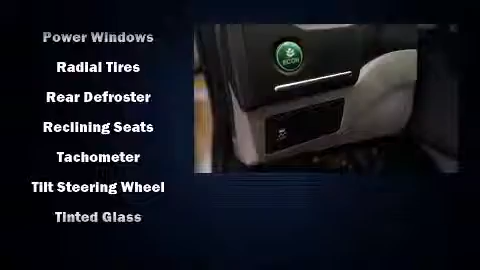 Power Windows
Radial Tires
Rear Defroster
Reclining Seats
Tachometer
Tilt Steering Wheel
Tinted Glass
ECON